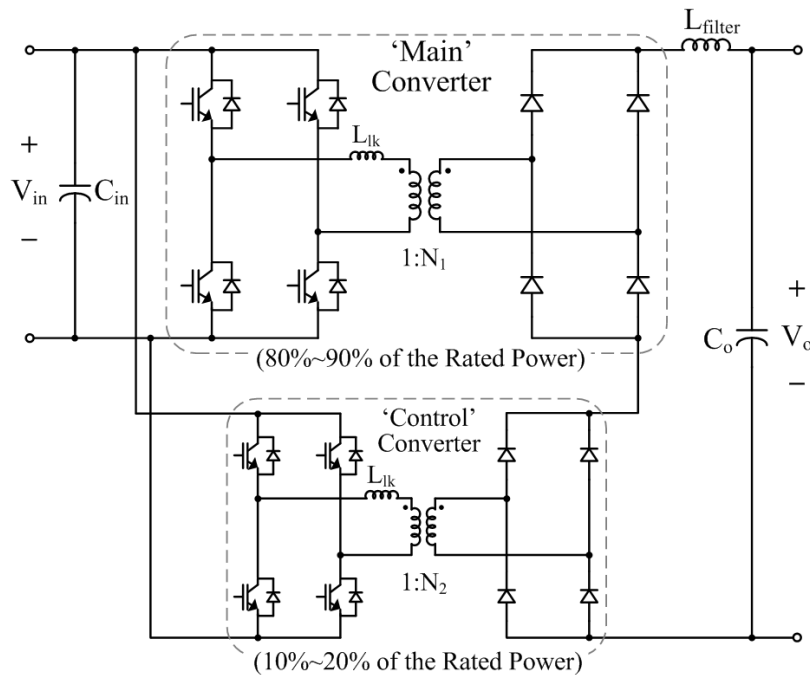 ‘Main’
Converter
L_filter
L_lk
+
V_in
−
C_in
1:N_1
+
V_o
−
C_o
(80%~90% of the Rated Power)
‘Control’
Converter
L_lk
1:N_2
(10%~20% of the Rated Power)